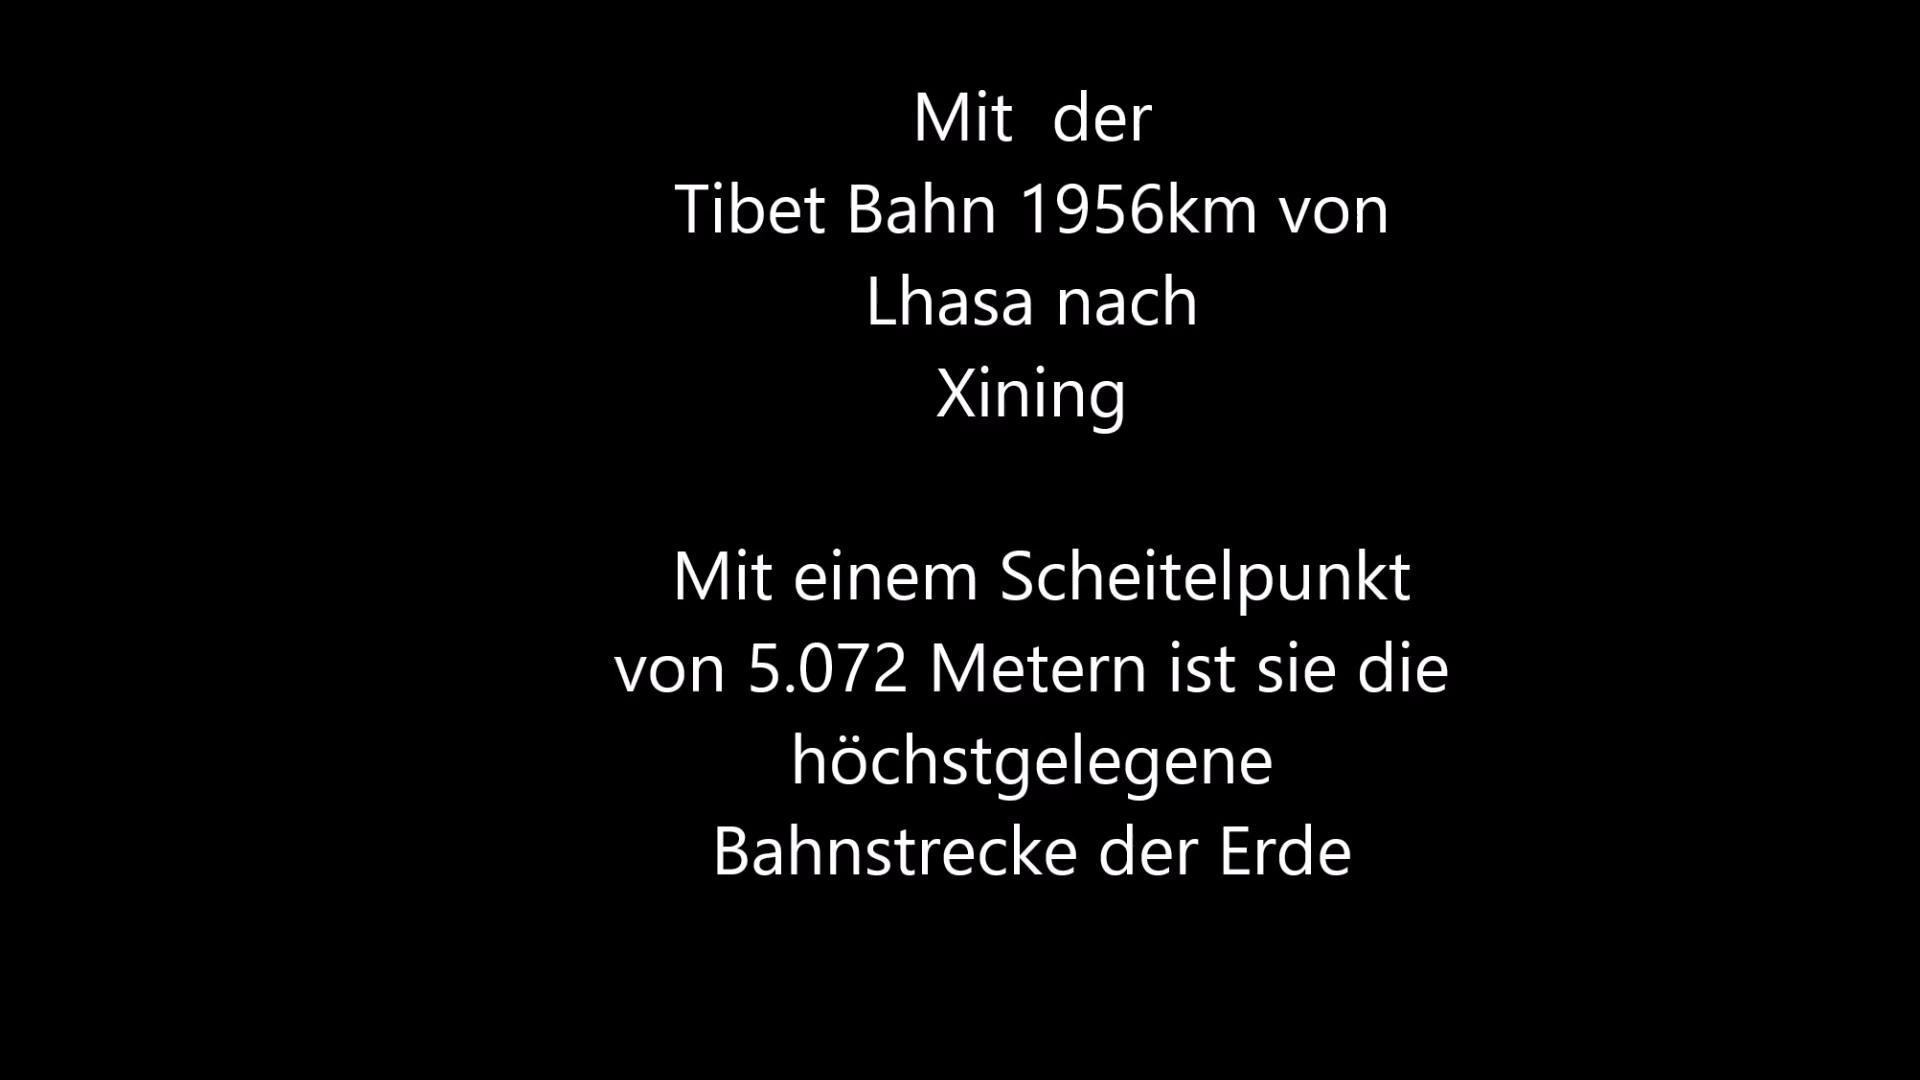 Mit  der
Tibet Bahn 1956km von
Lhasa nach
Xining
Mit einem Scheitelpunkt
von 5.072 Metern ist sie die
höchstgelegene
Bahnstrecke der Erde